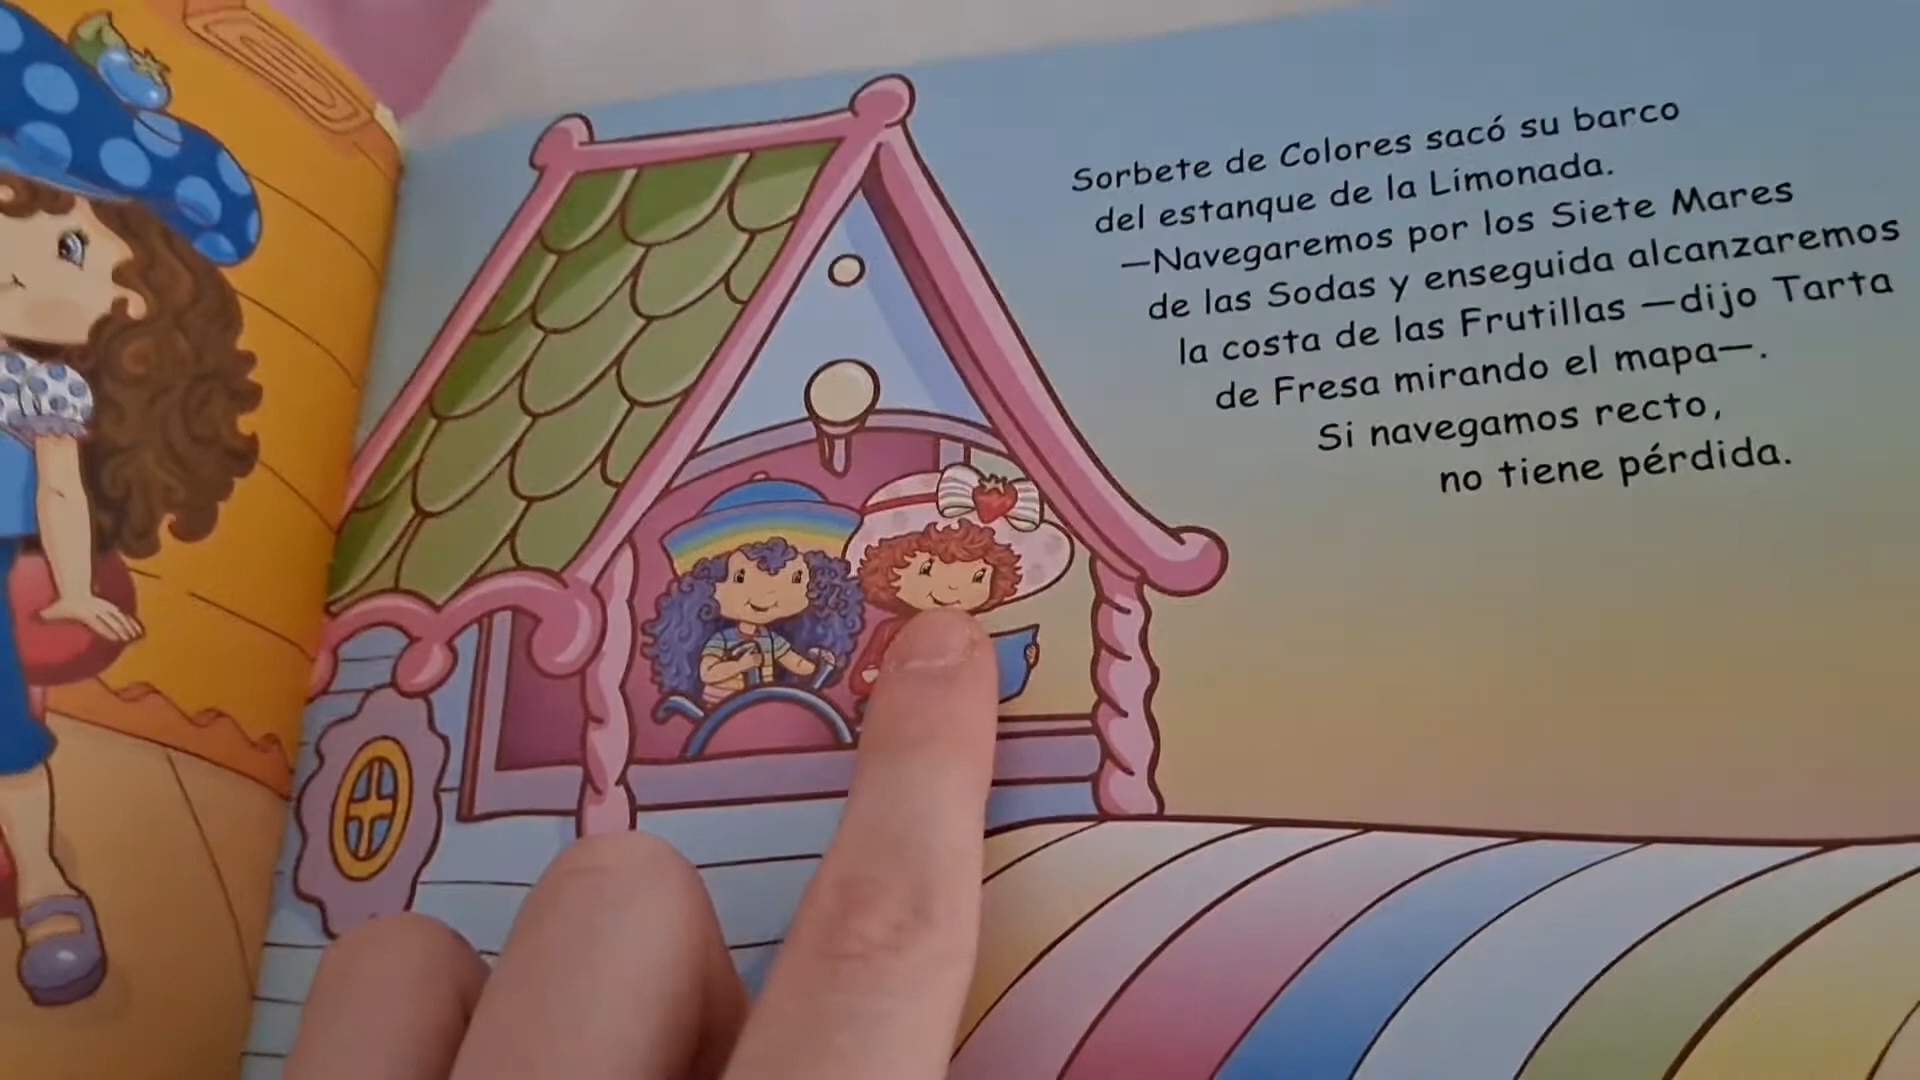 Sorbete de Colores sacó su barco
del estanque de la Limonada.
—Navegaremos por los Siete Mares
de las Sodas y enseguida alcanzaremos
la costa de las Frutillas —dijo Tarta
de Fresa mirando el mapa—.
Si navegamos recto,
no tiene pérdida.